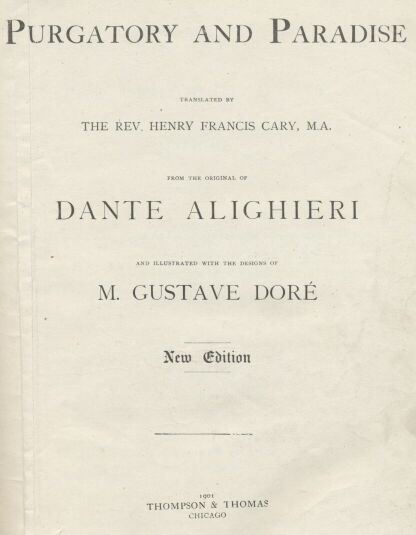 PURGATORY AND PARADISE
TRANSLATED BY
THE REV. HENRY FRANCIS CARY, M.A.
FROM THE ORIGINAL OF
DANTE ALIGHIERI
AND ILLUSTRATED WITH THE DESIGNS OF
M. GUSTAVE DORÉ
New Edition
1901
THOMPSON & THOMAS
CHICAGO